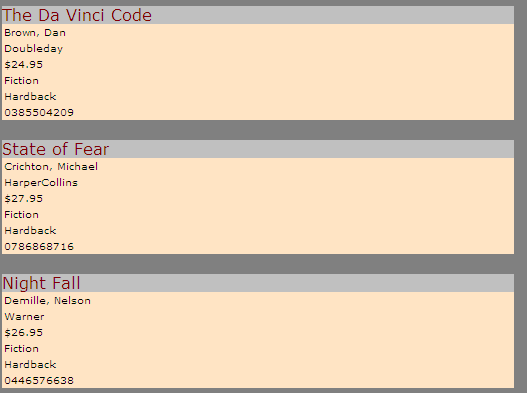 The Da Vinci Code
Brown, Dan
Doubleday
$24.95
Fiction
Hardback
0385504209
State of Fear
Crichton, Michael
HarperCollins
$27.95
Fiction
Hardback
0786868716
Night Fall
Demille, Nelson
Warner
$26.95
Fiction
Hardback
0446576638